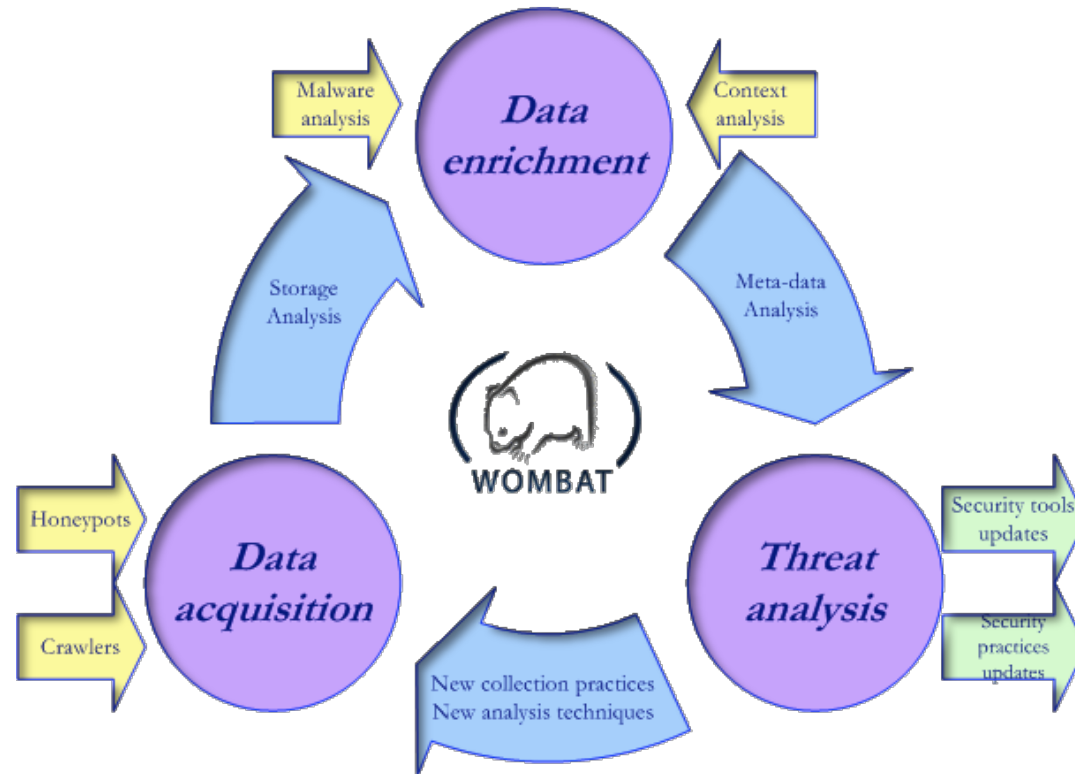 Malware
analysis
Data
enrichment
Context
analysis
Storage
Analysis
Meta-data
Analysis
WOMBAT
Honeypots
Crawlers
Data
acquisition
Threat
analysis
Security tools
updates
Security
practices
updates
New collection practices
New analysis techniques